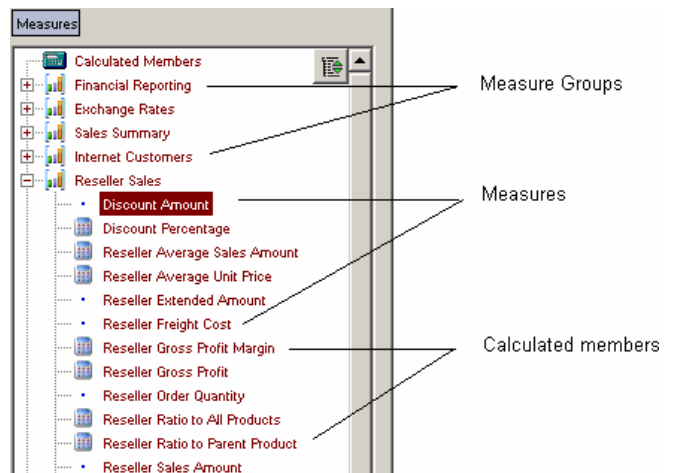 Measures
Calculated Members
Financial Reporting
Measure Groups
Exchange Rates
Sales Summary
Internet Customers
Reseller Sales
Discount Amount
Measures
Discount Percentage
Reseller Average Sales Amount
Reseller Average Unit Price
Reseller Extended Amount
Reseller Freight Cost
Reseller Gross Profit Margin
Calculated members
Reseller Gross Profit
Reseller Order Quantity
Reseller Ratio to All Products
Reseller Ratio to Parent Product
Reseller Sales Amount